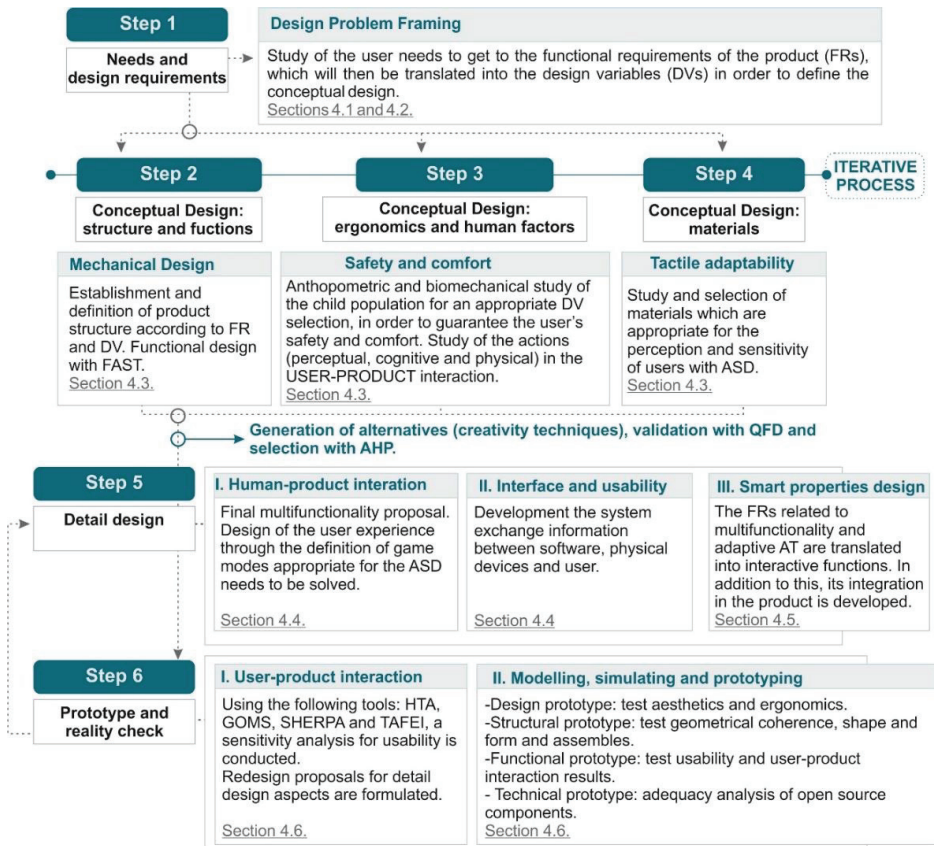 Step 1
Needs and
design requirements
Design Problem Framing
Study of the user needs to get to the functional requirements of the product (FRs),
which will then be translated into the design variables (DVs) in order to define the
conceptual design.
Sections 4.1 and 4.2.
Step 2
Step 3
Step 4
ITERATIVE
PROCESS
Conceptual Design:
structure and fuctions
Conceptual Design:
ergonomics and human factors
Conceptual Design:
materials
Mechanical Design
Establishment and
definition of product
structure according to FR
and DV. Functional design
with FAST.
Section 4.3.
Safety and comfort
Anthopometric and biomechanical study of
the child population for an appropriate DV
selection, in order to guarantee the user's
safety and comfort. Study of the actions
(perceptual, cognitive and physical) in the
USER-PRODUCT interaction.
Section 4.3.
Tactile adaptability
Study and selection of
materials which are
appropriate for the
perception and sensitivity
of users with ASD.
Section 4.3.
Generation of alternatives (creativity techniques), validation with QFD and
selection with AHP.
Step 5
Detail design
I. Human-product interation
Final multifunctionality proposal.
Design of the user experience
through the definition of game
modes appropriate for the ASD
needs to be solved.
Section 4.4.
II. Interface and usability
Development the system
exchange information
between software, physical
devices and user.
Section 4.4
III. Smart properties design
The FRs related to
multifunctionality and
adaptive AT are translated
into interactive functions. In
addition to this, its integration
in the product is developed.
Section 4.5.
Step 6
Prototype and
reality check
I. User-product interaction
Using the following tools: HTA,
GOMS, SHERPA and TAFEI, a
sensitivity analysis for usability is
conducted.
Redesign proposals for detail
design aspects are formulated.
Section 4.6.
II. Modelling, simulating and prototyping
-Design prototype: test aesthetics and ergonomics.
-Structural prototype: test geometrical coherence, shape and
form and assembles.
-Functional prototype: test usability and user-product
interaction results.
- Technical prototype: adequacy analysis of open source
components.
Section 4.6.